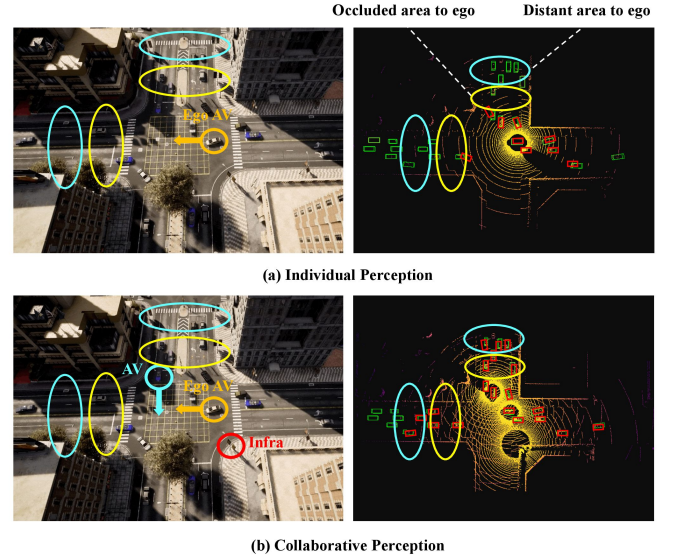 Occluded area to ego Distant area to ego
Ego AV
(a) Individual Perception
AV
Ego AV
Infra
(b) Collaborative Perception